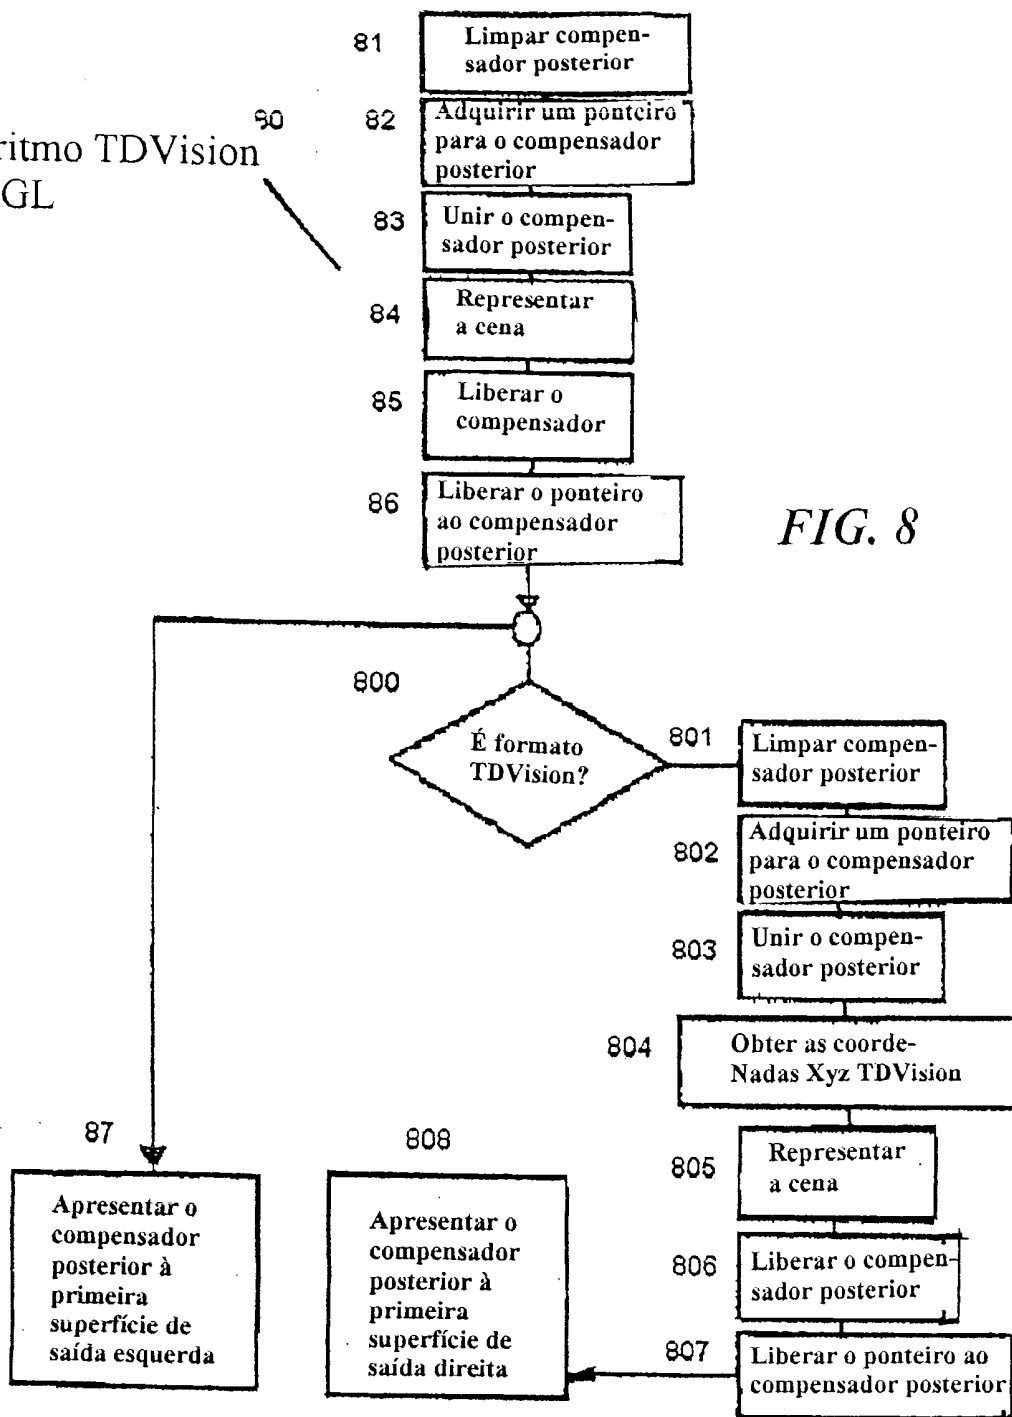 81
Limpar compen-
sador posterior
80
ritmo TDVision
GL
82
Adquirir um ponteiro
para o compensador
posterior
83
Unir o compen-
sador posterior
84
Representar
a cena
85
Liberar o
compensador
86
Liberar o ponteiro
ao compensador
posterior
FIG. 8
800
É formato
TDVision?
801
Limpar compen-
sador posterior
802
Adquirir um ponteiro
para o compensador
posterior
803
Unir o compen-
sador posterior
804
Obter as coorde-
Nadas Xyz TDVision
805
Representar
a cena
806
Liberar o compen-
sador posterior
807
Liberar o ponteiro ao
compensador posterior
808
Apresentar o
compensador
posterior à
primeira
superfície de
saída direita
87
Apresentar o
compensador
posterior à
primeira
superfície de
saída esquerda